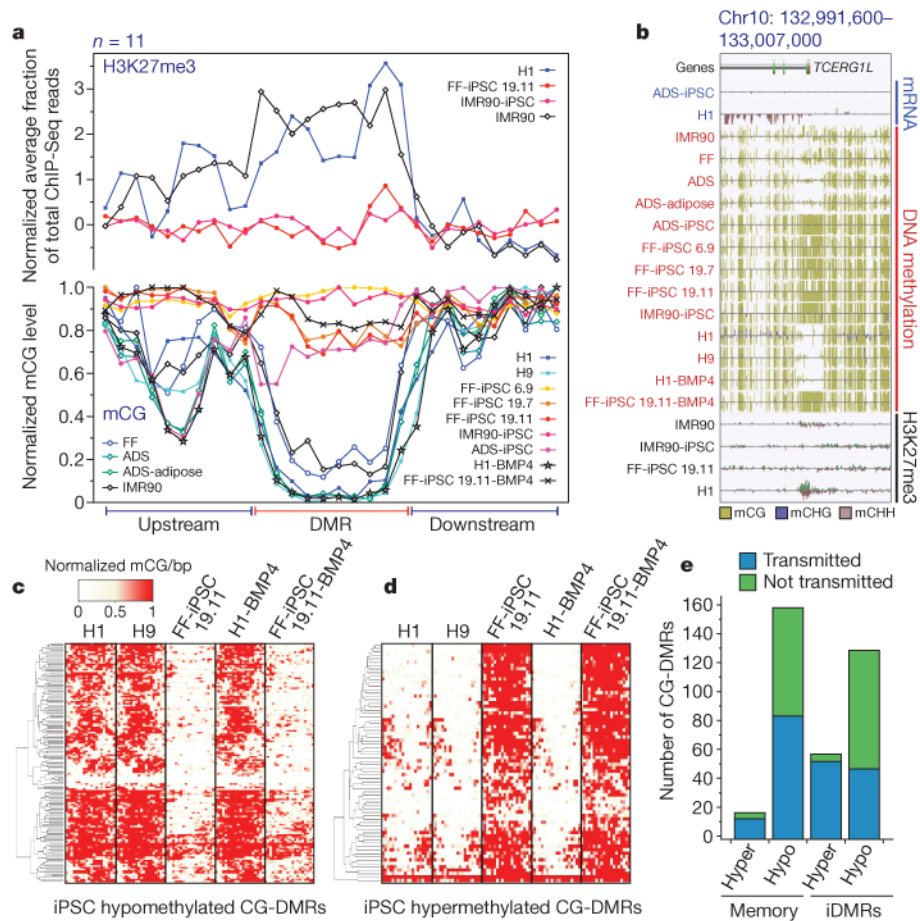 a
n = 11
H3K27me3
H1
FF-iPSC 19.11
IMR90-iPSC
IMR90
Normalized average fraction
of total ChIP-Seq reads
3
2
1
0
Normalized mCG level
1.0
0.8
0.6
0.4
0.2
0
mCG
FF
ADS
ADS-adipose
IMR90
H1
H9
FF-iPSC 6.9
FF-iPSC 19.7
FF-iPSC 19.11
IMR90-iPSC
ADS-iPSC
H1-BMP4
FF-iPSC 19.11-BMP4
Upstream
DMR
Downstream
b
Chr10: 132,991,600–
133,007,000
Genes
TCERG1L
ADS-iPSC
H1
IMR90
FF
ADS
ADS-adipose
ADS-iPSC
FF-iPSC 6.9
FF-iPSC 19.7
FF-iPSC 19.11
IMR90-iPSC
H1
H9
H1-BMP4
FF-iPSC 19.11-BMP4
IMR90
IMR90-iPSC
FF-iPSC 19.11
H1
mRNA
DNA methylation
H3K27me3
mCG
mCHG
mCHH
c
Normalized mCG/bp
0 0.5 1
H1
H9
FF-iPSC
19.11
H1-BMP4
FF-iPSC
19.11-BMP4
iPSC hypomethylated CG-DMRs
d
H1
H9
FF-iPSC
19.11
H1-BMP4
FF-iPSC
19.11-BMP4
iPSC hypermethylated CG-DMRs
e
Transmitted
Not transmitted
Number of CG-DMRs
160
140
120
100
80
60
40
20
0
Hyper
Hypo
Hyper
Hypo
Memory
iDMRs